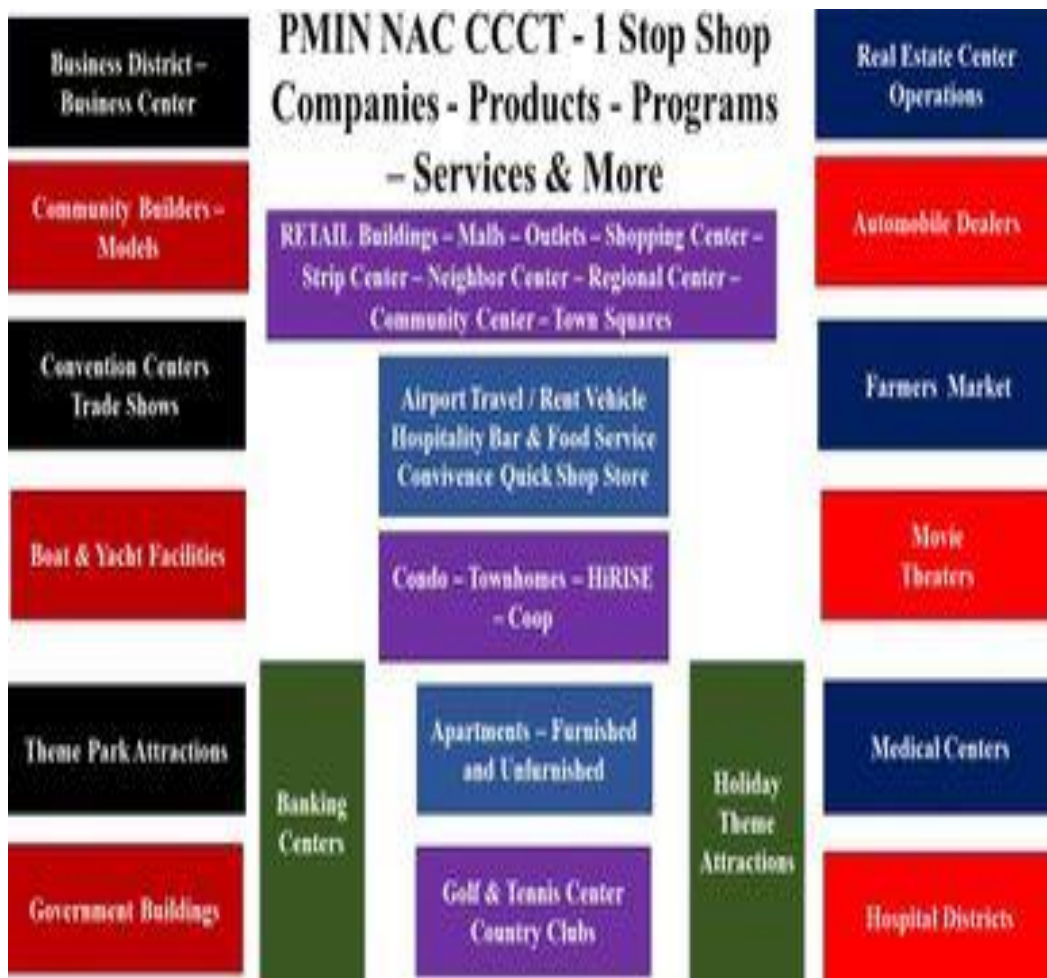 PMIN NAC CCCT - 1 Stop Shop
Companies - Products - Programs
– Services & More
Business District –
Business Center
Community Builders –
Models
Convention Centers
Trade Shows
Boat & Yacht Facilities
Theme Park Attractions
Government Buildings
RETAIL Buildings – Malls – Outlets – Shopping Center –
Strip Center – Neighbor Center – Regional Center –
Community Center – Town Squares
Airport Travel / Rent Vehicle
Hospitality Bar & Food Service
Convivence Quick Shop Store
Condo – Townhomes – HiRISE
– Coop
Banking
Centers
Apartments – Furnished
and Unfurnished
Golf & Tennis Center
Country Clubs
Holiday
Theme
Attractions
Real Estate Center
Operations
Automobile Dealers
Farmers Market
Movie
Theaters
Medical Centers
Hospital Districts